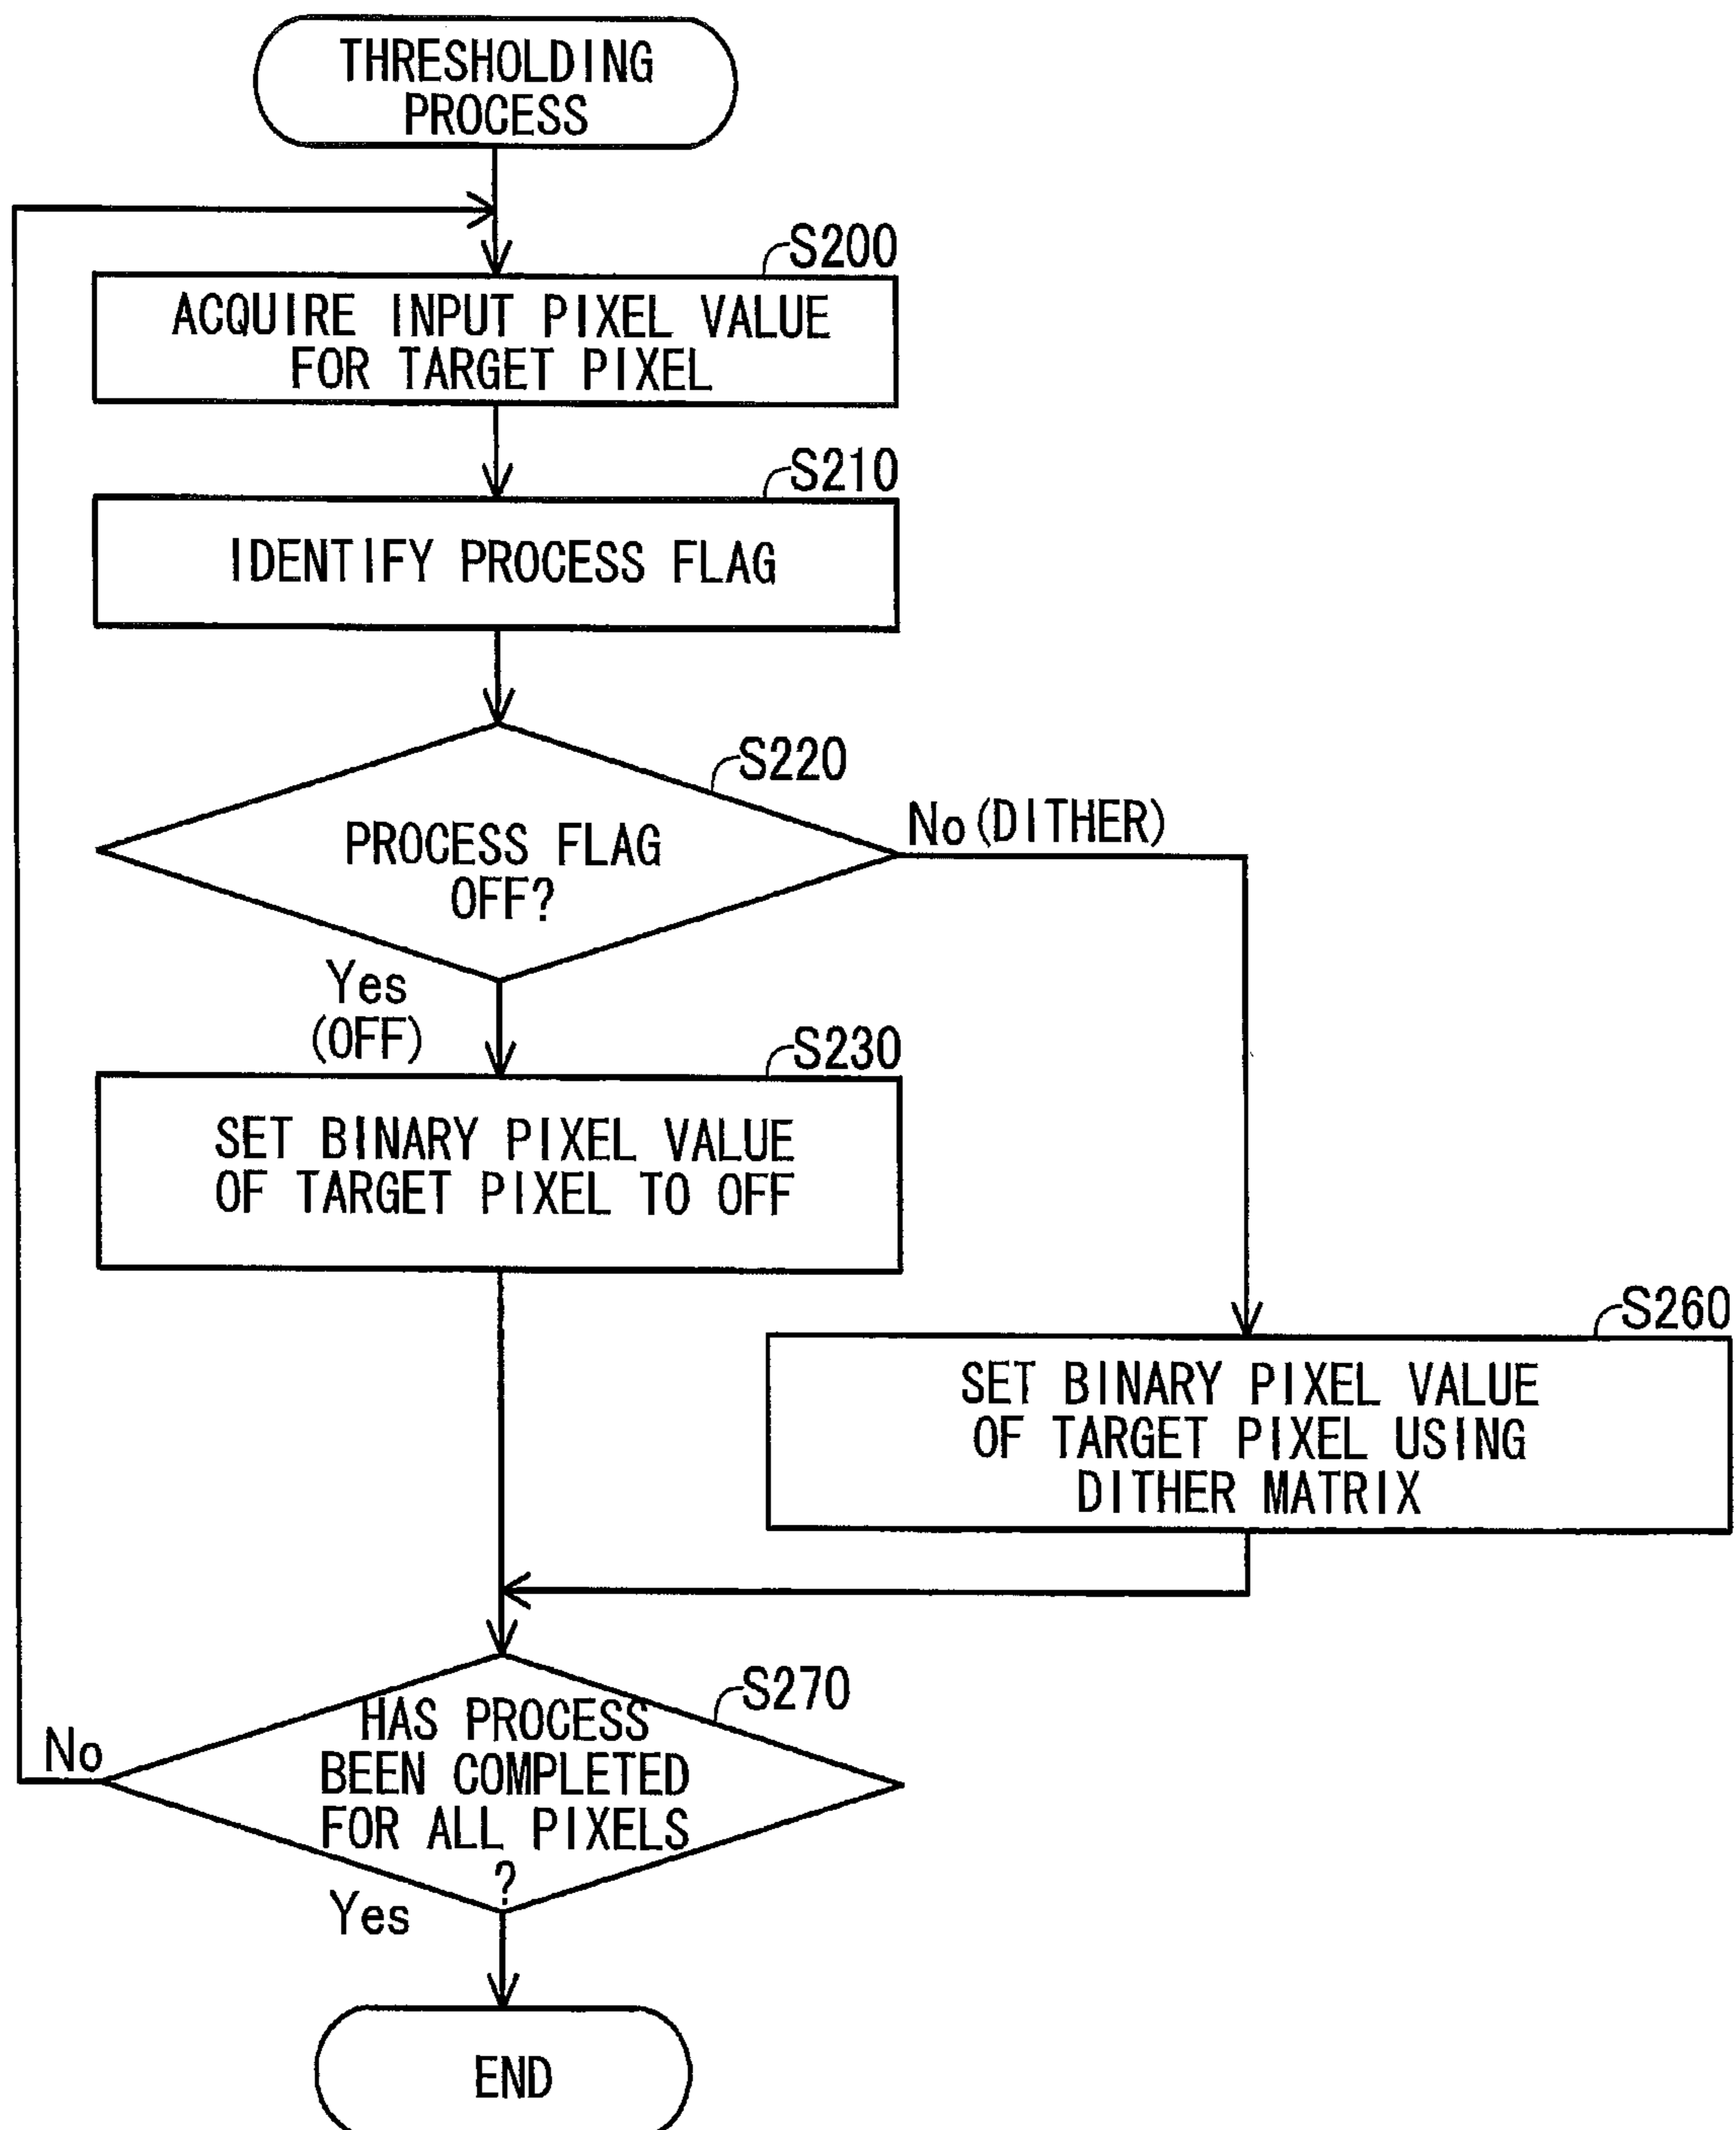 THRESHOLDING
PROCESS
S200
ACQUIRE INPUT PIXEL VALUE
FOR TARGET PIXEL
S210
IDENTIFY PROCESS FLAG
S220
No (DITHER)
PROCESS FLAG
OFF?
Yes
(OFF)
S230
SET BINARY PIXEL VALUE
OF TARGET PIXEL TO OFF
S260
SET BINARY PIXEL VALUE
OF TARGET PIXEL USING
DITHER MATRIX
S270
No
HAS PROCESS
BEEN COMPLETED
FOR ALL PIXELS
?
Yes
END